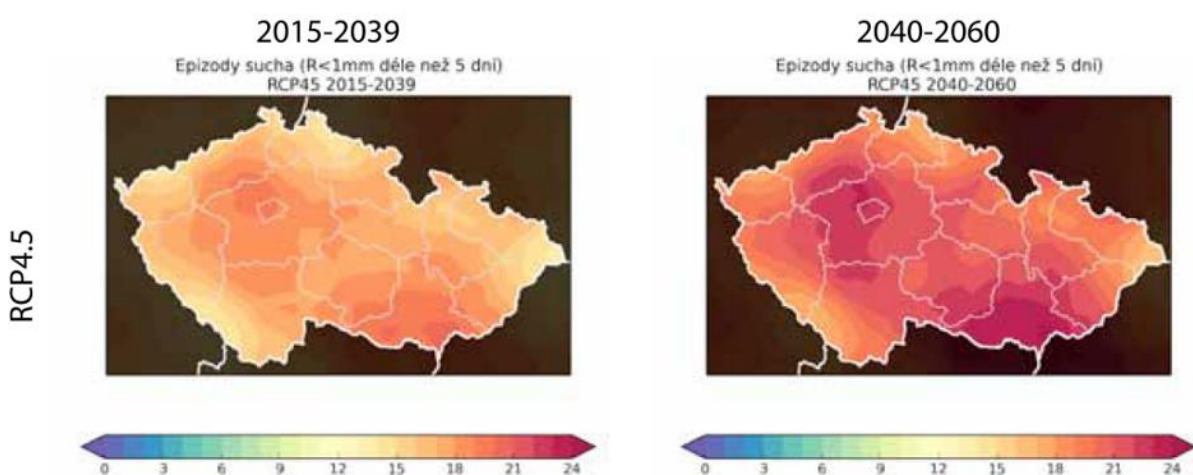 2015-2039
Epizody sucha (R<1mm déle než 5 dní)
RCP45 2015-2039
2040-2060
Epizody sucha (R<1mm déle než 5 dní)
RCP45 2040-2060
RCP4.5
0 3 6 9 12 15 18 21 24
0 3 6 9 12 15 18 21 24